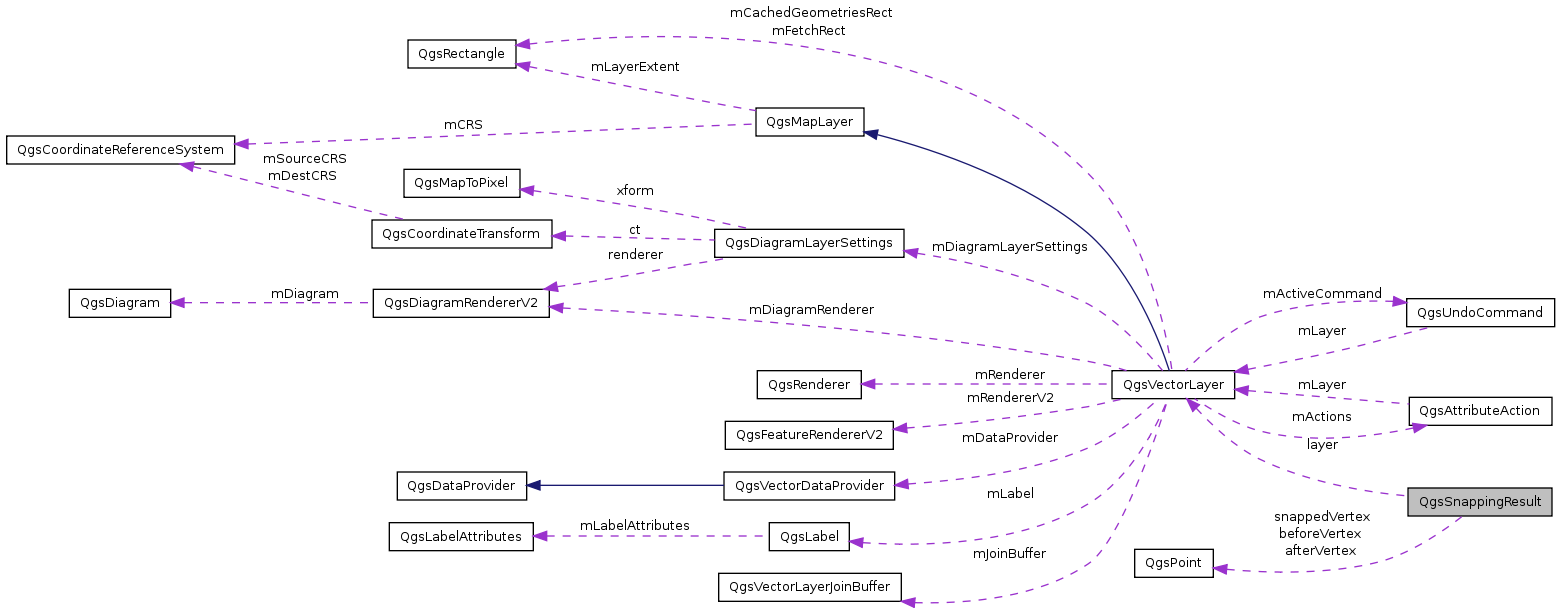 mCachedGeometriesRect
mFetchRect
QgsRectangle
mLayerExtent
QgsMapLayer
mCRS
QgsCoordinateReferenceSystem
mSourceCRS
mDestCRS
QgsMapToPixel
xform
QgsCoordinateTransform
ct
QgsDiagramLayerSettings
mDiagramLayerSettings
renderer
QgsDiagram
mDiagram
QgsDiagramRendererV2
mDiagramRenderer
mActiveCommand
QgsUndoCommand
mLayer
QgsRenderer
mRenderer
QgsVectorLayer
mLayer
mRendererV2
QgsAttributeAction
mActions
QgsFeatureRendererV2
mDataProvider
layer
QgsDataProvider
QgsVectorDataProvider
mLabel
QgsSnappingResult
snappedVertex
beforeVertex
afterVertex
QgsLabelAttributes
mLabelAttributes
QgsLabel
mJoinBuffer
QgsPoint
QgsVectorLayerJoinBuffer